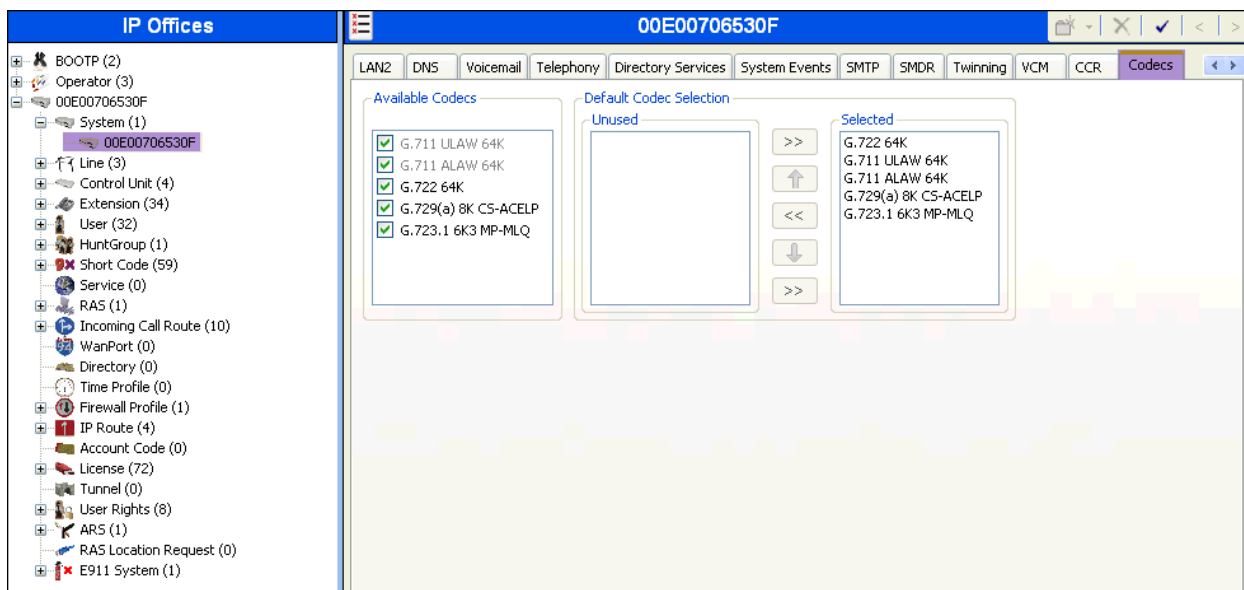 IP Offices
BOOTP (2)
Operator (3)
00E00706530F
System (1)
00E00706530F
Line (3)
Control Unit (4)
Extension (34)
User (32)
HuntGroup (1)
Short Code (59)
Service (0)
RAS (1)
Incoming Call Route (10)
WanPort (0)
Directory (0)
Time Profile (0)
Firewall Profile (1)
IP Route (4)
Account Code (0)
License (72)
Tunnel (0)
User Rights (8)
ARS (1)
RAS Location Request (0)
E911 System (1)
00E00706530F
LAN2 DNS Voicemail Telephony Directory Services System Events SMTP SMDR Twinning VCM CCR Codecs
Available Codecs
G.711 ULAW 64K
G.711 ALAW 64K
G.722 64K
G.729(a) 8K CS-ACELP
G.723.1 6K3 MP-MLQ
Default Codec Selection
Unused
>>
<<
>>
Selected
G.722 64K
G.711 ULAW 64K
G.711 ALAW 64K
G.729(a) 8K CS-ACELP
G.723.1 6K3 MP-MLQ